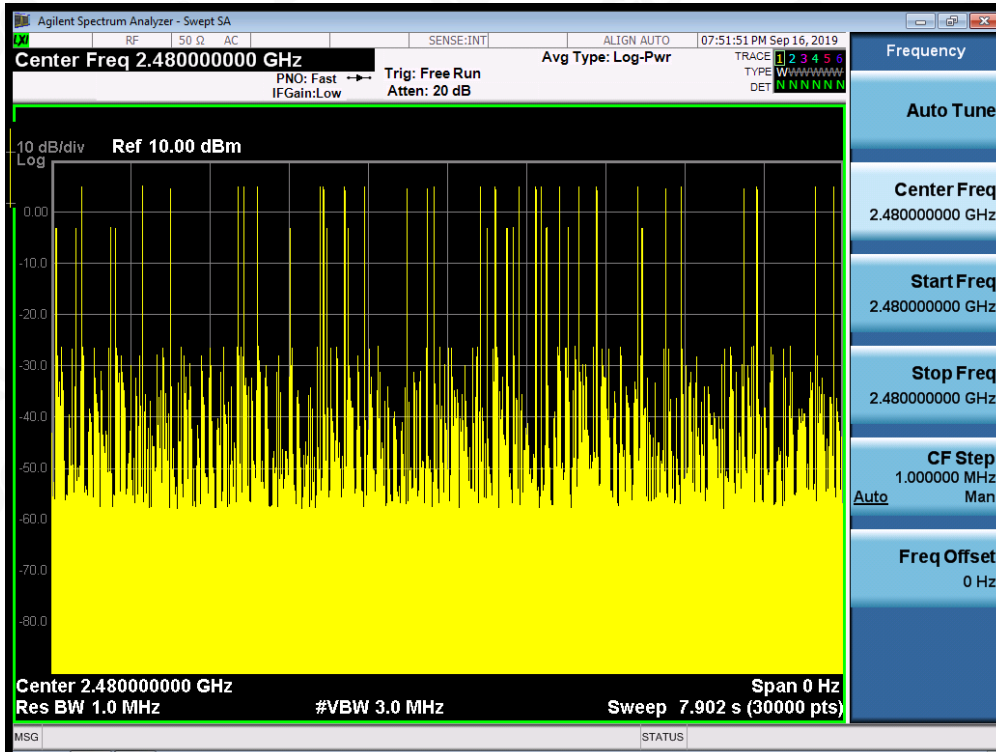 Agilent Spectrum Analyzer - Swept SA
LXI RF 50 Ω AC SENSE:INT ALIGN AUTO 07:51:51 PM Sep 16, 2019
Center Freq 2.480000000 GHz Avg Type: Log-Pwr TRACE 1 2 3 4 5 6
PNO: Fast Trig: Free Run TYPE WWWWWW
IFGain:Low Atten: 20 dB DET N N N N N N
10 dB/div Ref 10.00 dBm
Log
0.00
-10.0
-20.0
-30.0
-40.0
-50.0
-60.0
-70.0
-80.0
Center 2.480000000 GHz Span 0 Hz
Res BW 1.0 MHz #VBW 3.0 MHz Sweep 7.902 s (30000 pts)
MSG STATUS
Frequency
Auto Tune
Center Freq
2.480000000 GHz
Start Freq
2.480000000 GHz
Stop Freq
2.480000000 GHz
CF Step
1.000000 MHz
Auto Man
Freq Offset
0 Hz